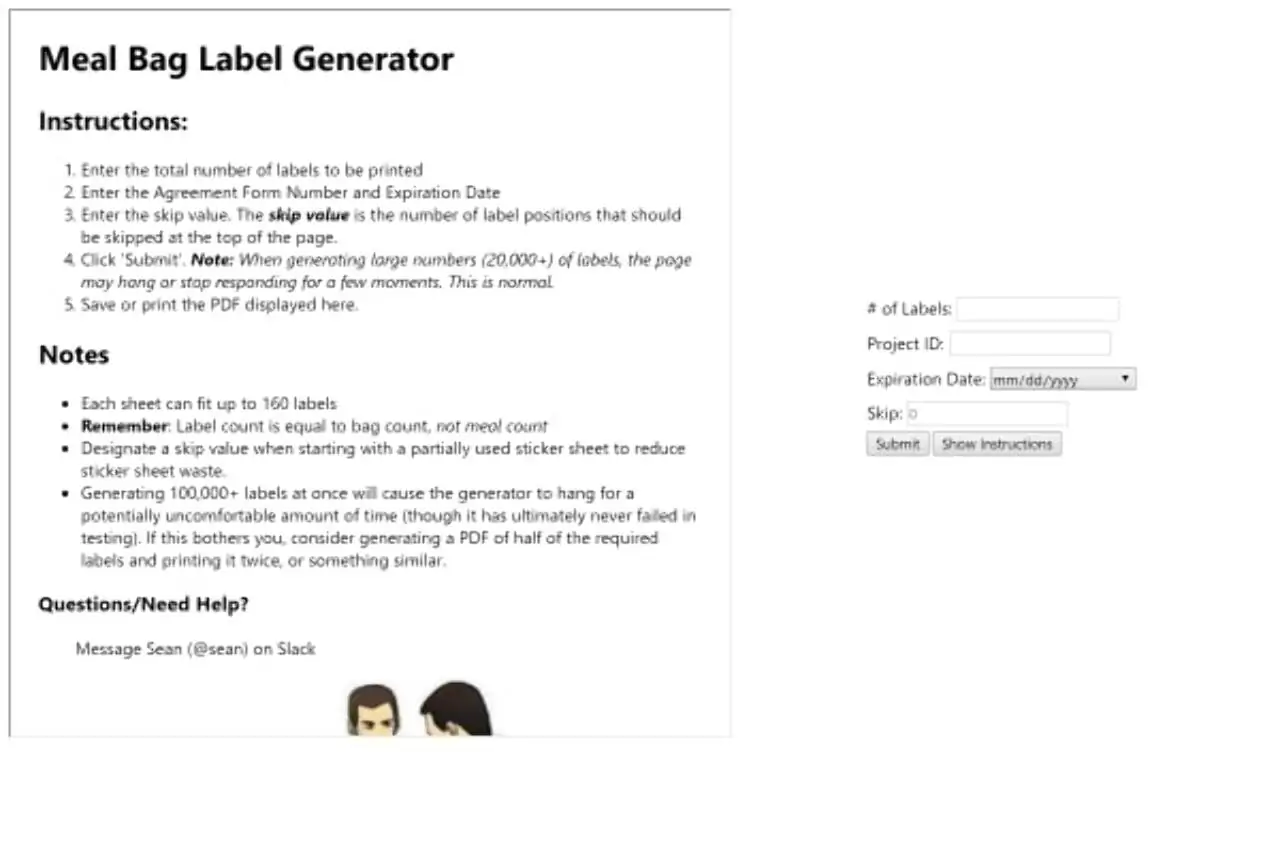 Meal Bag Label Generator
Instructions:
1. Enter the total number of labels to be printed
2. Enter the Agreement Form Number and Expiration Date
3. Enter the skip value. The skip value is the number of label positions that should
be skipped at the top of the page.
4. Click 'Submit'. Note: When generating large numbers (20,000+) of labels, the page
may hang or stop responding for a few moments. This is normal.
5. Save or print the PDF displayed here.
Notes
• Each sheet can fit up to 160 labels
• Remember: Label count is equal to bag count, not meal count
• Designate a skip value when starting with a partially used sticker sheet to reduce
sticker sheet waste.
• Generating 100,000+ labels at once will cause the generator to hang for a
potentially uncomfortable amount of time (though it has ultimately never failed in
testing). If this bothers you, consider generating a PDF of half of the required
labels and printing it twice, or something similar.
Questions/Need Help?
Message Sean (@sean) on Slack
# of Labels:
Project ID:
Expiration Date: mm/dd/yyyy
Skip: 0
Submit Show Instructions